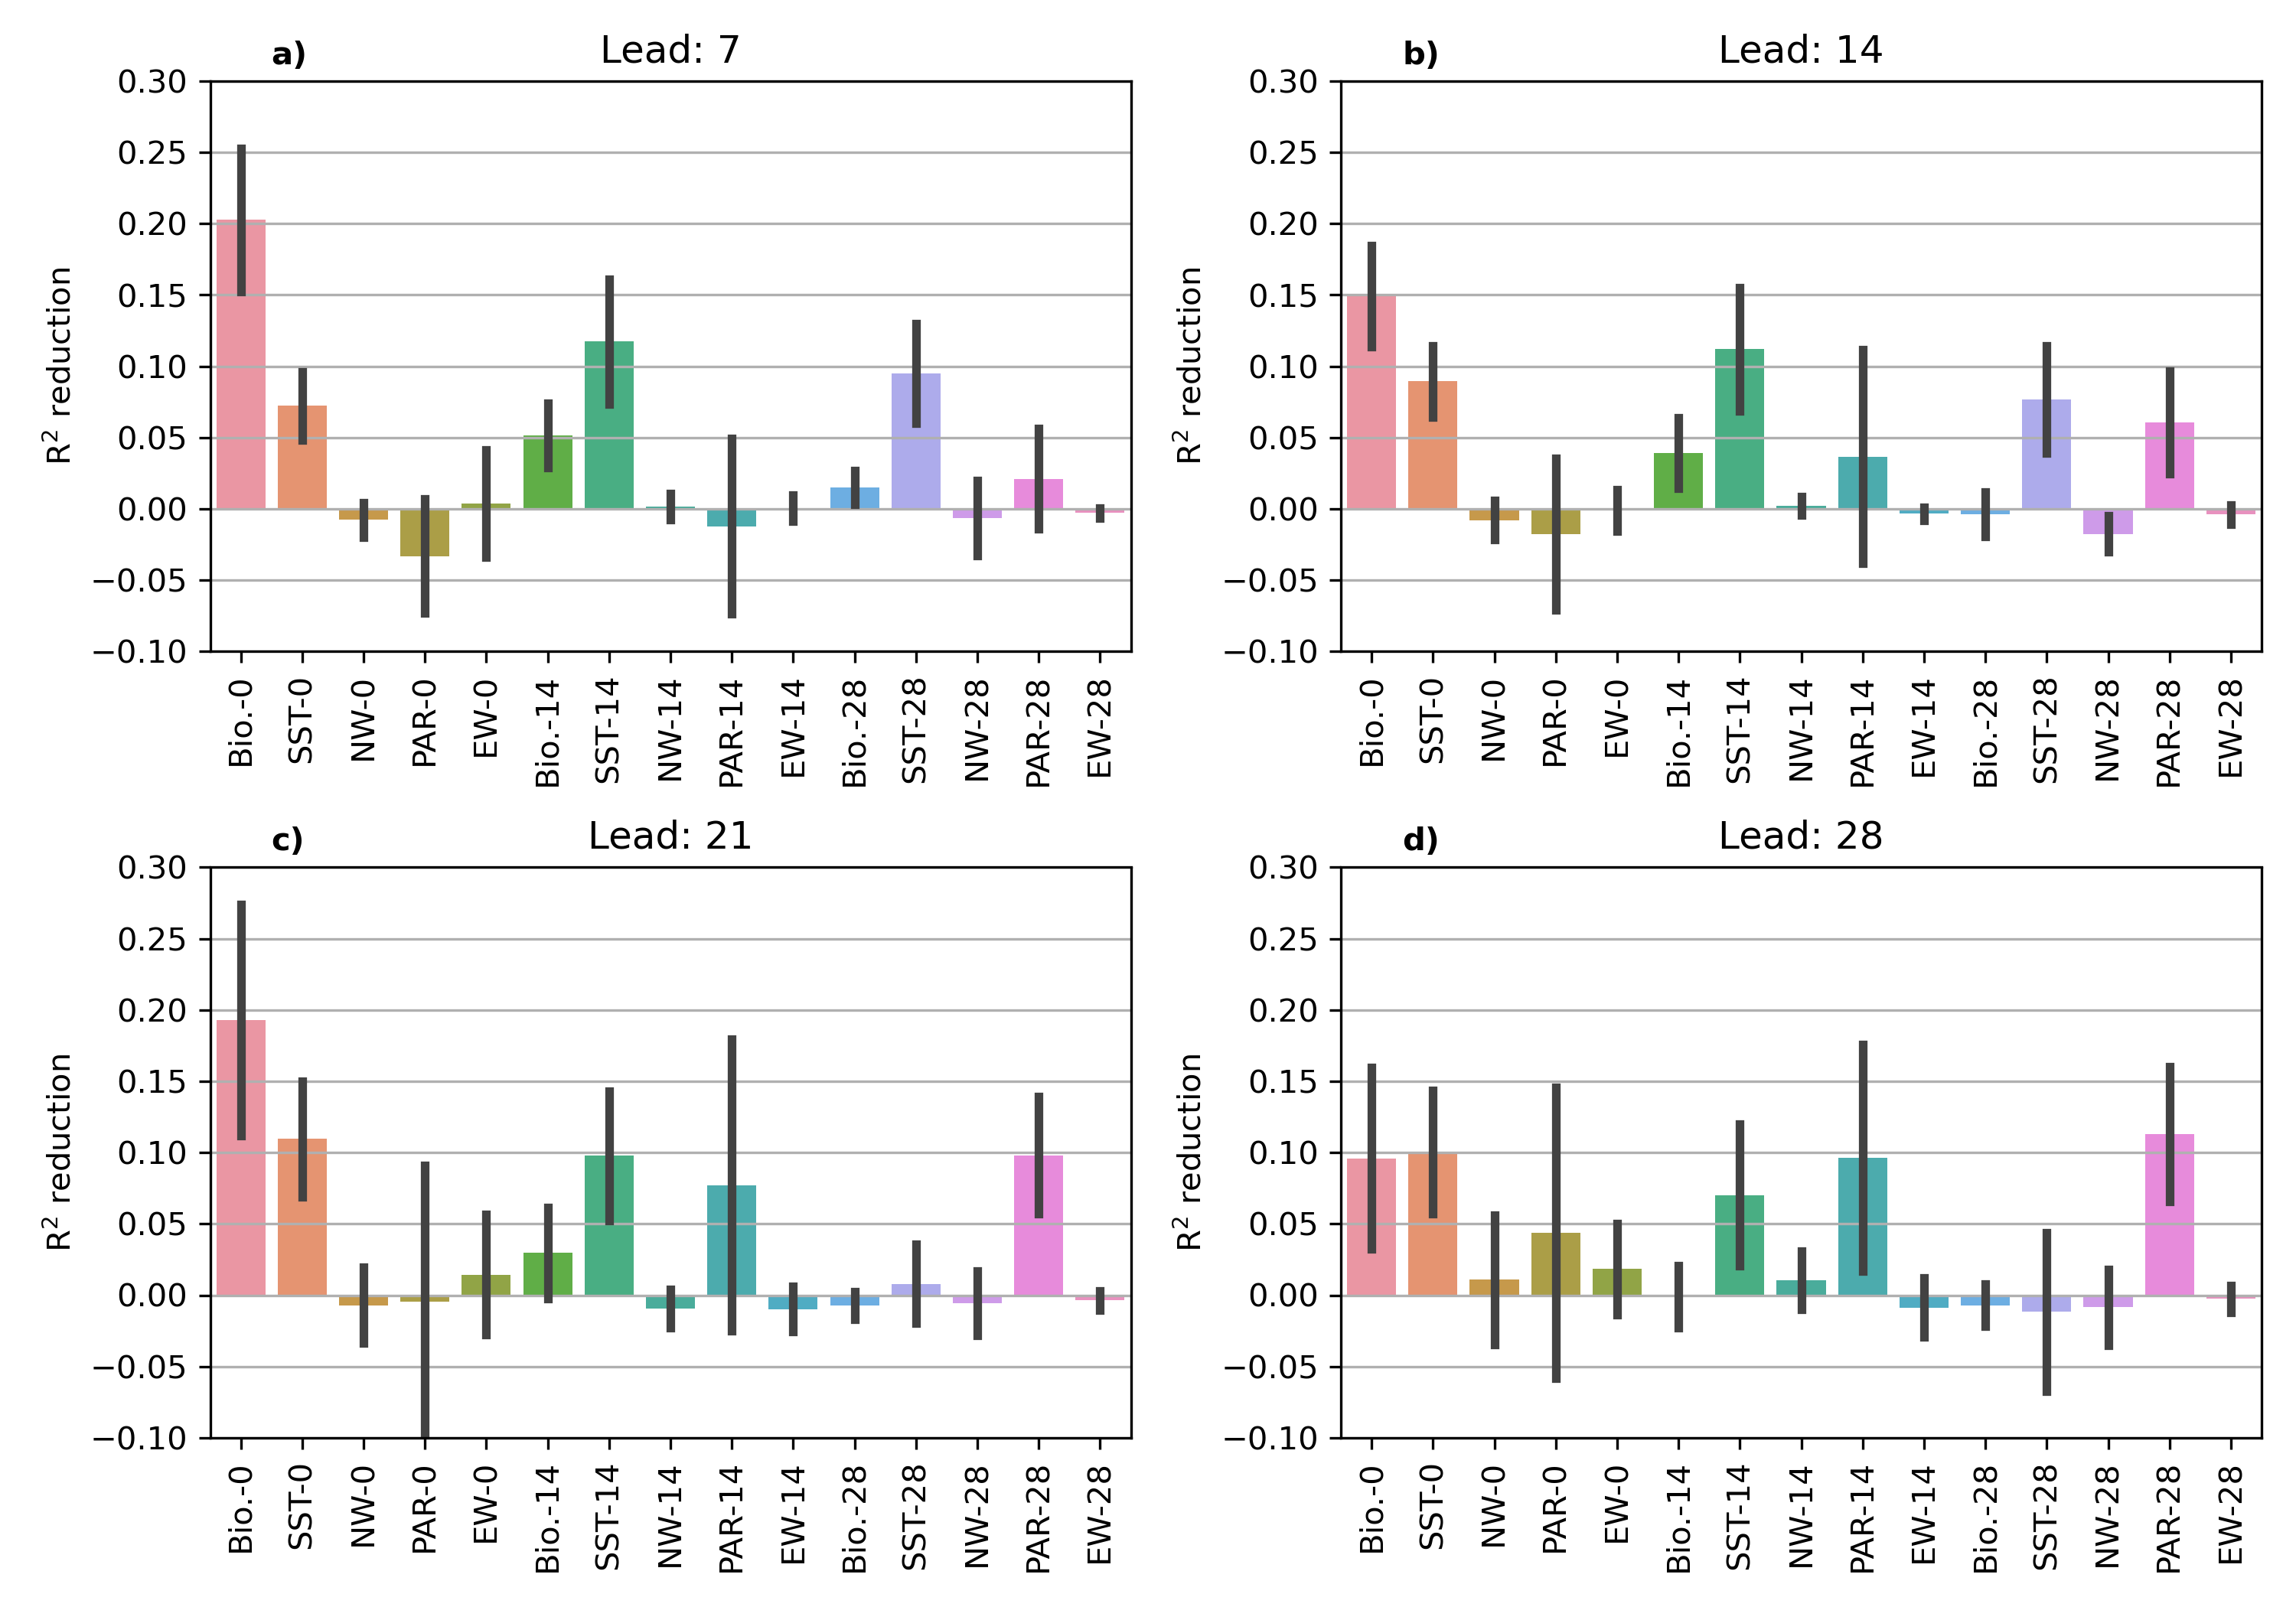 a) Lead: 7
0.30
0.25
0.20
0.15
0.10
0.05
0.00
−0.05
−0.10
R² reduction
Bio.-0
SST-0
NW-0
PAR-0
EW-0
Bio.-14
SST-14
NW-14
PAR-14
EW-14
Bio.-28
SST-28
NW-28
PAR-28
EW-28
b) Lead: 14
0.30
0.25
0.20
0.15
0.10
0.05
0.00
−0.05
−0.10
R² reduction
Bio.-0
SST-0
NW-0
PAR-0
EW-0
Bio.-14
SST-14
NW-14
PAR-14
EW-14
Bio.-28
SST-28
NW-28
PAR-28
EW-28
c) Lead: 21
0.30
0.25
0.20
0.15
0.10
0.05
0.00
−0.05
−0.10
R² reduction
Bio.-0
SST-0
NW-0
PAR-0
EW-0
Bio.-14
SST-14
NW-14
PAR-14
EW-14
Bio.-28
SST-28
NW-28
PAR-28
EW-28
d) Lead: 28
0.30
0.25
0.20
0.15
0.10
0.05
0.00
−0.05
−0.10
R² reduction
Bio.-0
SST-0
NW-0
PAR-0
EW-0
Bio.-14
SST-14
NW-14
PAR-14
EW-14
Bio.-28
SST-28
NW-28
PAR-28
EW-28